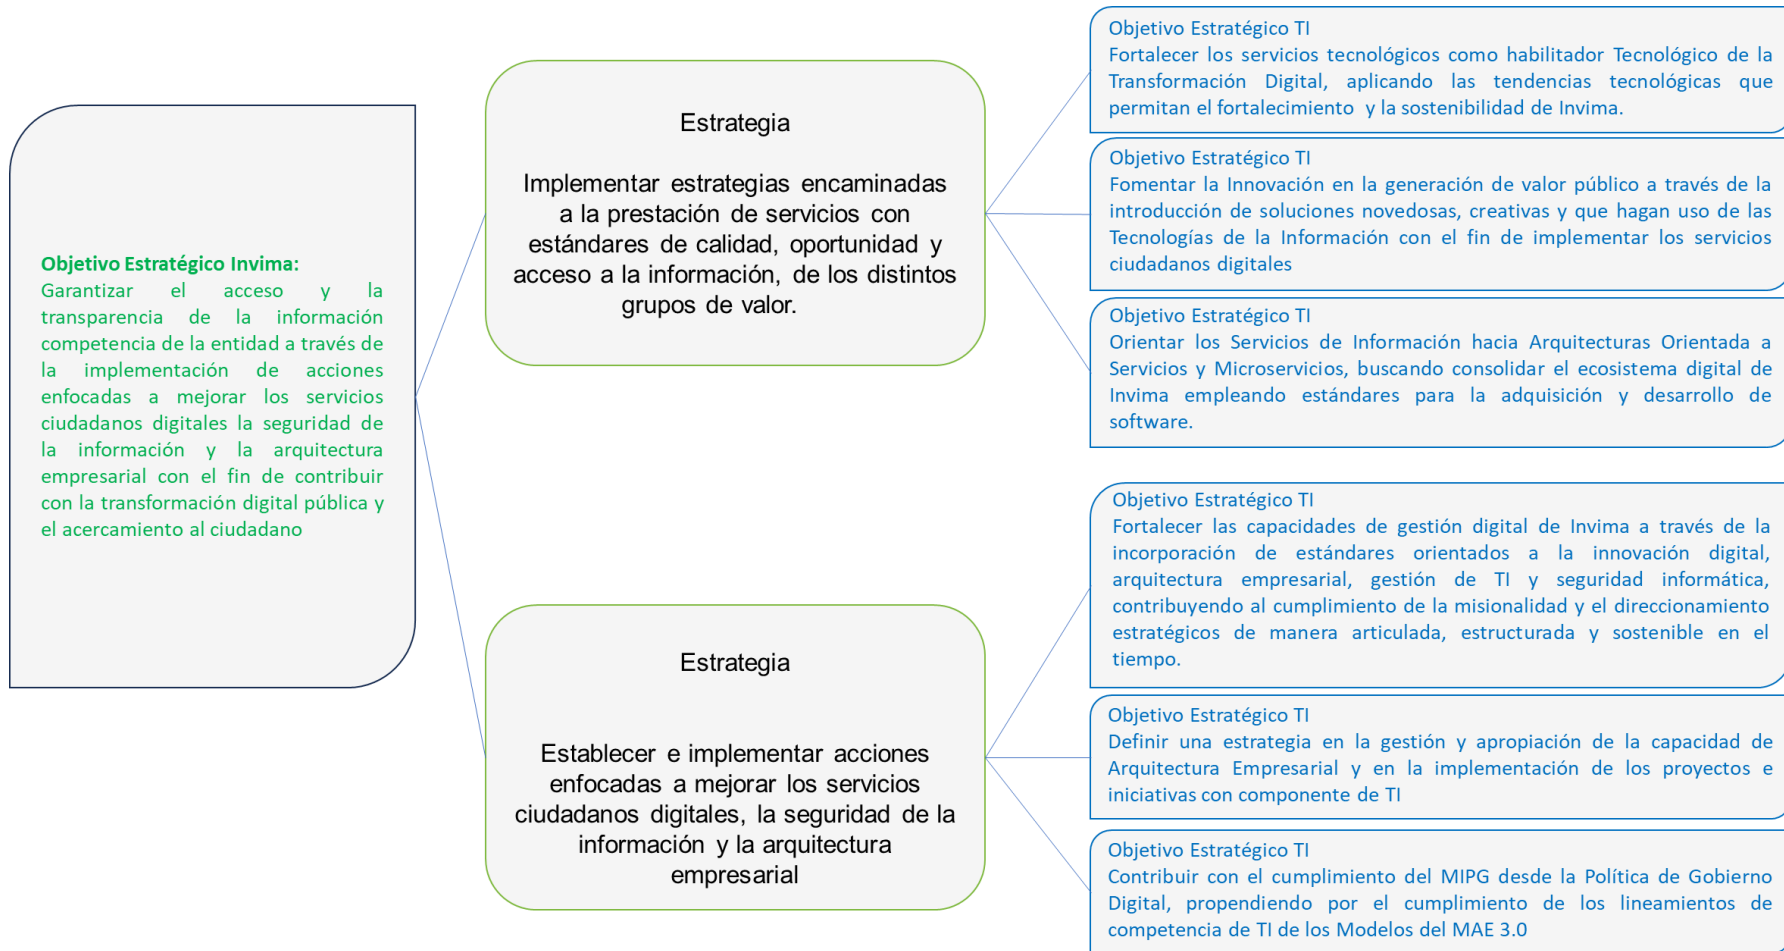 Objetivo Estratégico Invima:
Garantizar el acceso y la
transparencia de la información
competencia de la entidad a través de
la implementación de acciones
enfocadas a mejorar los servicios
ciudadanos digitales la seguridad de
la información y la arquitectura
empresarial con el fin de contribuir
con la transformación digital pública y
el acercamiento al ciudadano
Estrategia
Implementar estrategias encaminadas
a la prestación de servicios con
estándares de calidad, oportunidad y
acceso a la información, de los distintos
grupos de valor.
Objetivo Estratégico TI
Fortalecer los servicios tecnológicos como habilitador Tecnológico de la
Transformación Digital, aplicando las tendencias tecnológicas que
permitan el fortalecimiento y la sostenibilidad de Invima.
Objetivo Estratégico TI
Fomentar la Innovación en la generación de valor público a través de la
introducción de soluciones novedosas, creativas y que hagan uso de las
Tecnologías de la Información con el fin de implementar los servicios
ciudadanos digitales
Objetivo Estratégico TI
Orientar los Servicios de Información hacia Arquitecturas Orientada a
Servicios y Microservicios, buscando consolidar el ecosistema digital de
Invima empleando estándares para la adquisición y desarrollo de
software.
Estrategia
Establecer e implementar acciones
enfocadas a mejorar los servicios
ciudadanos digitales, la seguridad de la
información y la arquitectura
empresarial
Objetivo Estratégico TI
Fortalecer las capacidades de gestión digital de Invima a través de la
incorporación de estándares orientados a la innovación digital,
arquitectura empresarial, gestión de TI y seguridad informática,
contribuyendo al cumplimiento de la misionalidad y el direccionamiento
estratégicos de manera articulada, estructurada y sostenible en el
tiempo.
Objetivo Estratégico TI
Definir una estrategia en la gestión y apropiación de la capacidad de
Arquitectura Empresarial y en la implementación de los proyectos e
iniciativas con componente de TI
Objetivo Estratégico TI
Contribuir con el cumplimiento del MIPG desde la Política de Gobierno
Digital, propendiendo por el cumplimiento de los lineamientos de
competencia de TI de los Modelos del MAE 3.0